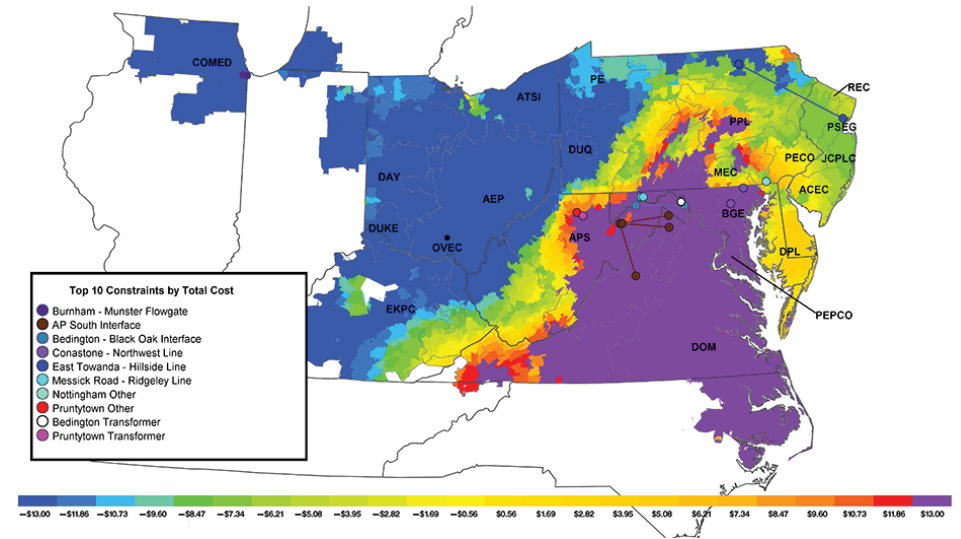 COMED
ATSI
PE
REC
PSEG
PPL
DUQ
PECO
JCPLC
MEC
DAY
AEP
ACEC
BGE
DUKE
APS
OVEC
DPL
PEPCO
EKPC
DOM
Top 10 Constraints by Total Cost
Burnham - Munster Flowgate
AP South Interface
Bedington - Black Oak Interface
Conastone - Northwest Line
East Towanda - Hillside Line
Messick Road - Ridgeley Line
Nottingham Other
Pruntytown Other
Bedington Transformer
Pruntytown Transformer
–$13.00 –$11.86 –$10.73 –$9.60 –$8.47 –$7.34 –$6.21 –$5.08 –$3.95 –$2.82 –$1.69 –$0.56 $0.56 $1.69 $2.82 $3.95 $5.08 $6.21 $7.34 $8.47 $9.60 $10.73 $11.86 $13.00